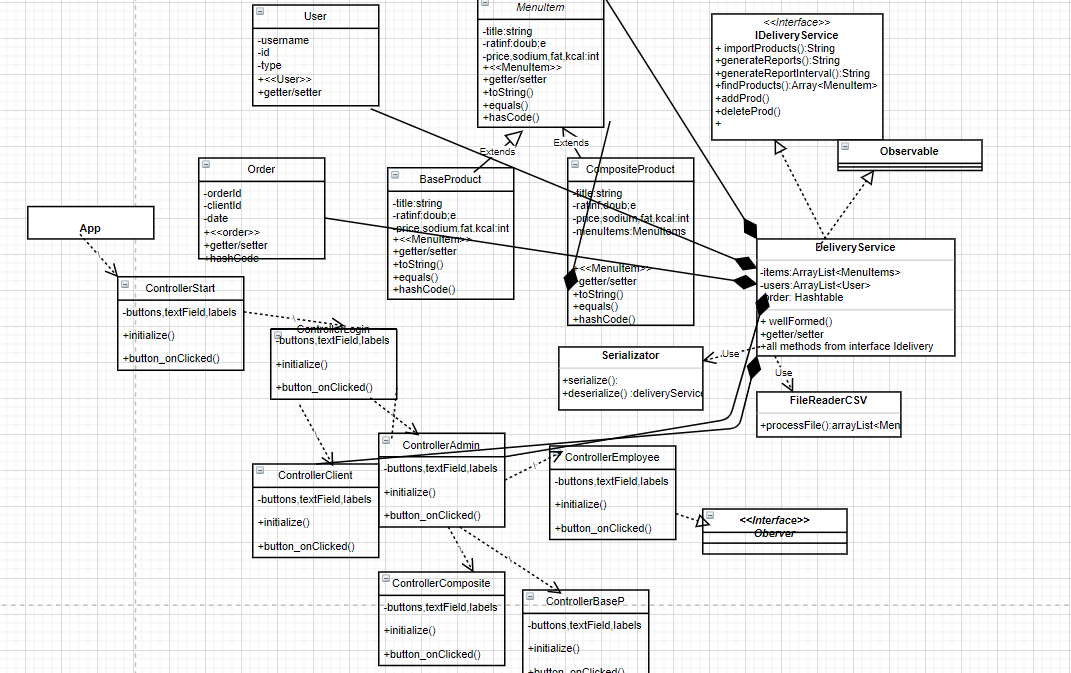 User
-username
-id
-type
+<<User>>
+getter/setter
MenuItem
-title:string
-ratinf:doub;e
-price,sodium,fat,kcal:int
+<<MenuItem>>
+getter/setter
+toString()
+equals()
+hasCode()
<<Interface>>
IDeliveryService
+ importProducts():String
+generateReports():String
+generateReportInterval():String
+findProducts():Array<MenuItem>
+addProd()
+deleteProd()
+
Observable
Extends
Extends
Order
-orderId
-clientId
-date
+<<order>>
+getter/setter
+hashCode
BaseProduct
-title:string
-ratinf:doub;e
-price,sodium,fat,kcal:int
+<<MenuItem>>
+getter/setter
+toString()
+equals()
+hashCode()
CompositeProduct
-title:string
-ratinf:doub;e
-price,sodium,fat,kcal:int
-menuItems:MenuItems
+<<MenuItem>>
+getter/setter
+toString()
+equals()
+hashCode()
App
DeliveryService
-items:ArrayList<MenuItems>
-users:ArrayList<User>
-order: Hashtable
+ wellFormed()
+getter/setter
+all methods from interface Idelivery
ControllerStart
-buttons,textField,labels
+initialize()
+button_onClicked()
ControllerLogin
-buttons,textField,labels
+initialize()
+button_onClicked()
Serializator
+serialize():
+deserialize() :deliveryServic
Use
Use
FileReaderCSV
+processFile():arrayList<Men
ControllerAdmin
-buttons,textField,labels
+initialize()
+button_onClicked()
ControllerClient
-buttons,textField,labels
+initialize()
+button_onClicked()
ControllerEmployee
-buttons,textField,labels
+initialize()
+button_onClicked()
<<Interface>>
Oberver
ControllerComposite
-buttons,textField,labels
+initialize()
+button_onClicked()
ControllerBaseP
-buttons,textField,labels
+initialize()
+button_onClicked()